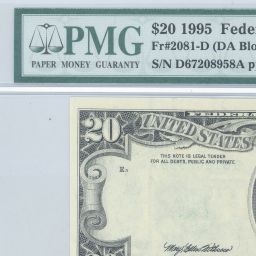 PMG
PAPER MONEY GUARANTY
$20 1995 Feder
Fr#2081-D (DA Blo
S/N D67208958A p
FEDERAL
20
UNITED STATES
THIS NOTE IS LEGAL TENDER
FOR ALL DEBTS, PUBLIC AND PRIVATE